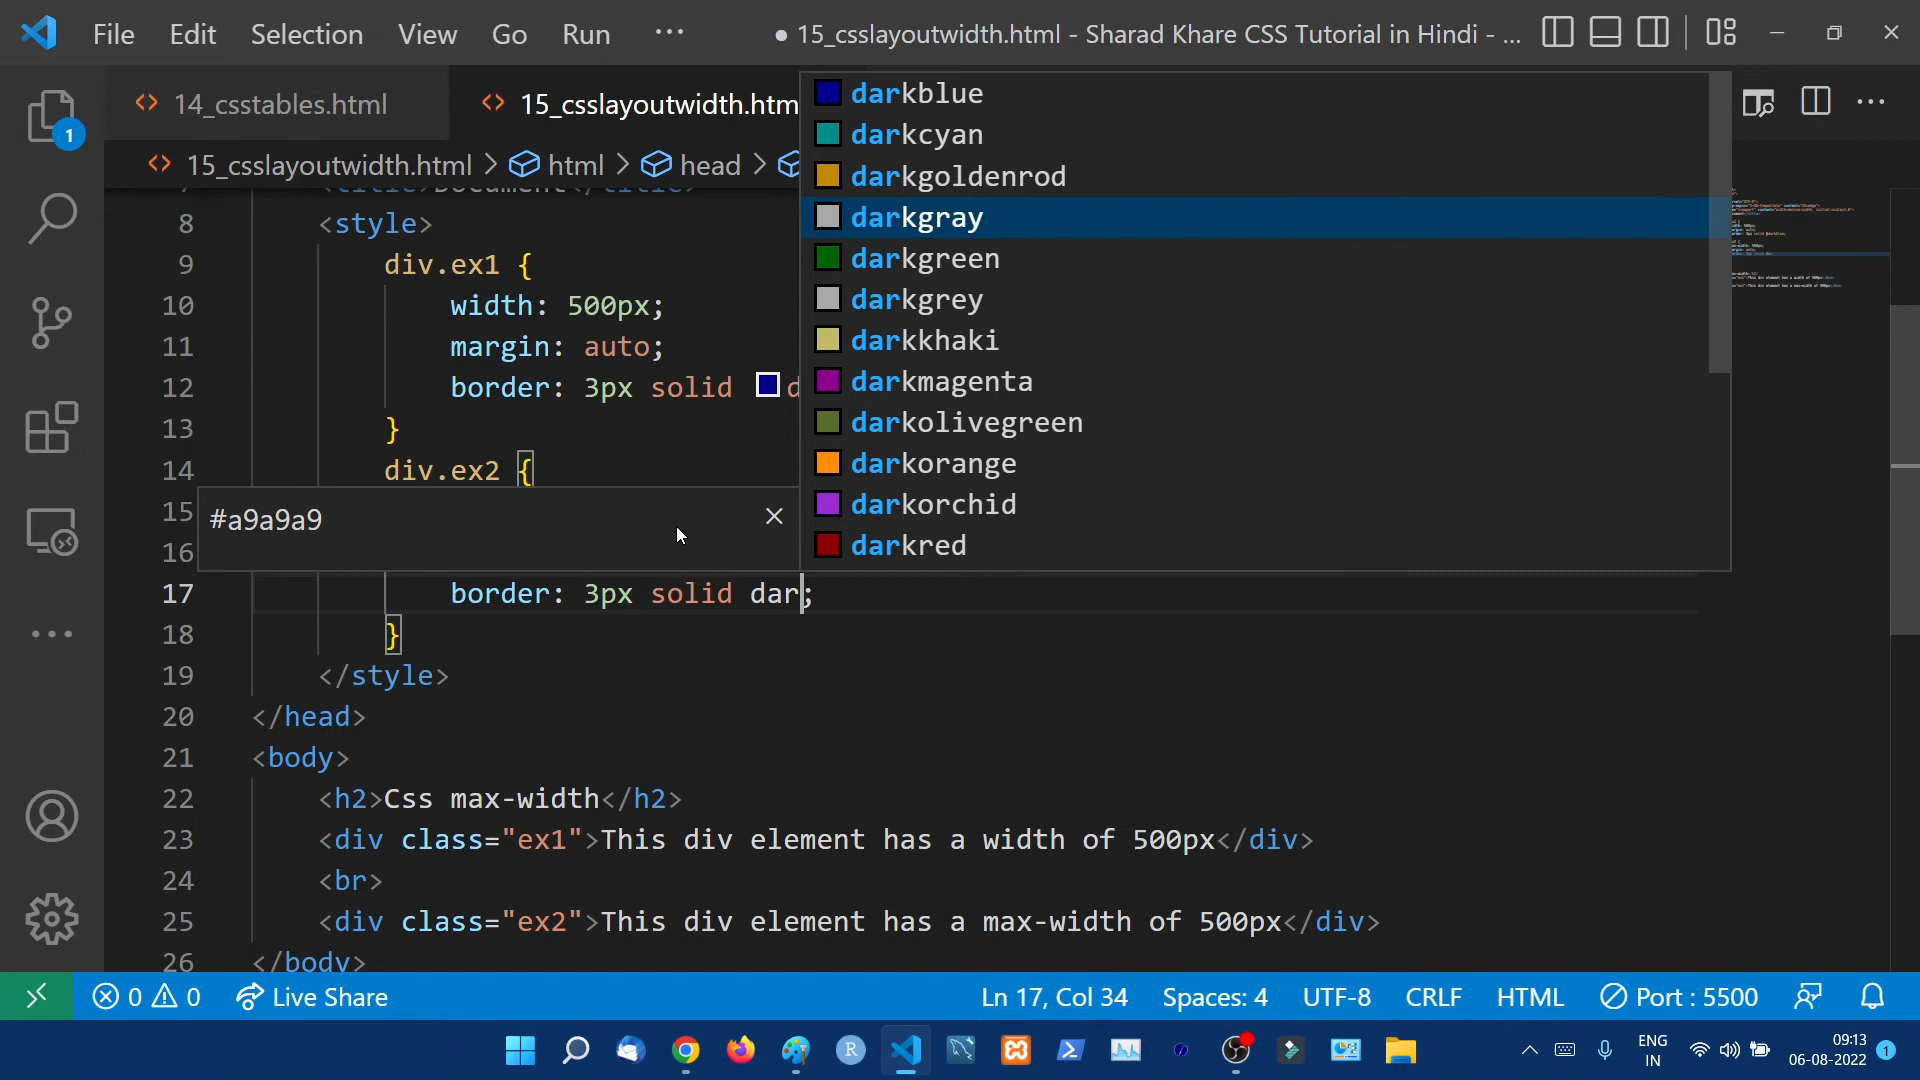 File Edit Selection View Go Run ··· ● 15_csslayoutwidth.html - Sharad Khare CSS Tutorial in Hindi - ...
14_csstables.html 15_csslayoutwidth.htm
15_csslayoutwidth.html > html > head >
darkblue
darkcyan
darkgoldenrod
darkgray
darkgreen
darkgrey
darkkhaki
darkmagenta
darkolivegreen
darkorange
darkorchid
darkred
1
<title>Document</title>
8 <style>
9 div.ex1 {
10 width: 500px;
11 margin: auto;
12 border: 3px solid d
13 }
14 div.ex2 {
15
#a9a9a9
16
17 border: 3px solid dar;
18 }
19 </style>
20 </head>
21 <body>
22 <h2>Css max-width</h2>
23 <div class="ex1">This div element has a width of 500px</div>
24 <br>
25 <div class="ex2">This div element has a max-width of 500px</div>
26 </body>
0 0 Live Share Ln 17, Col 34 Spaces: 4 UTF-8 CRLF HTML Port : 5500
R ENG 09:13
IN 06-08-2022 1